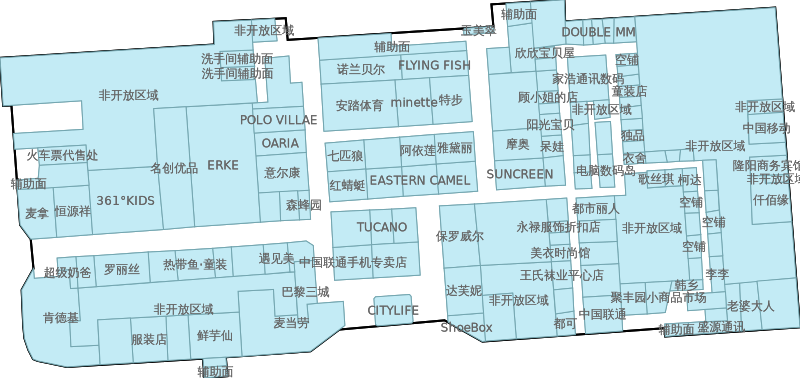 辅助面
非开放区域
玉美翠
DOUBLE MM
辅助面
欣欣宝贝屋
洗手间辅助面
洗手间辅助面
诺兰贝尔
FLYING FISH
空铺
家浩通讯数码
童装店
非开放区域
顾小姐的店
安踏体育
minette
特步
非开放区域
非开放区域
POLO VILLAE
阳光宝贝
中国移动
独品
OARIA
摩奥
呆娃
非开放区域
七匹狼
阿依莲
雅黛丽
火车票代售处
名创优品
ERKE
衣舍
隆阳商务宾馆
意尔康
SUNCREEN
电脑数码岛
歌丝琪
柯达
非开放区域
辅助面
红蜻蜓
EASTERN CAMEL
361°KIDS
仟佰缘
空铺
森蜂园
都市丽人
麦拿
恒源祥
空铺
TUCANO
永禄服饰折扣店
非开放区域
保罗威尔
空铺
美衣时尚馆
遇见美
中国联通手机专卖店
超级奶爸
罗丽丝
热带鱼·童装
王氏袜业平心店
李李
韩乡
巴黎三城
达芙妮
非开放区域
聚丰园小商品市场
老婆大人
非开放区域
CITYLIFE
中国联通
肯德基
麦当劳
都可
ShoeBox
辅助面
盛源通讯
服装店
鲜芋仙
辅助面